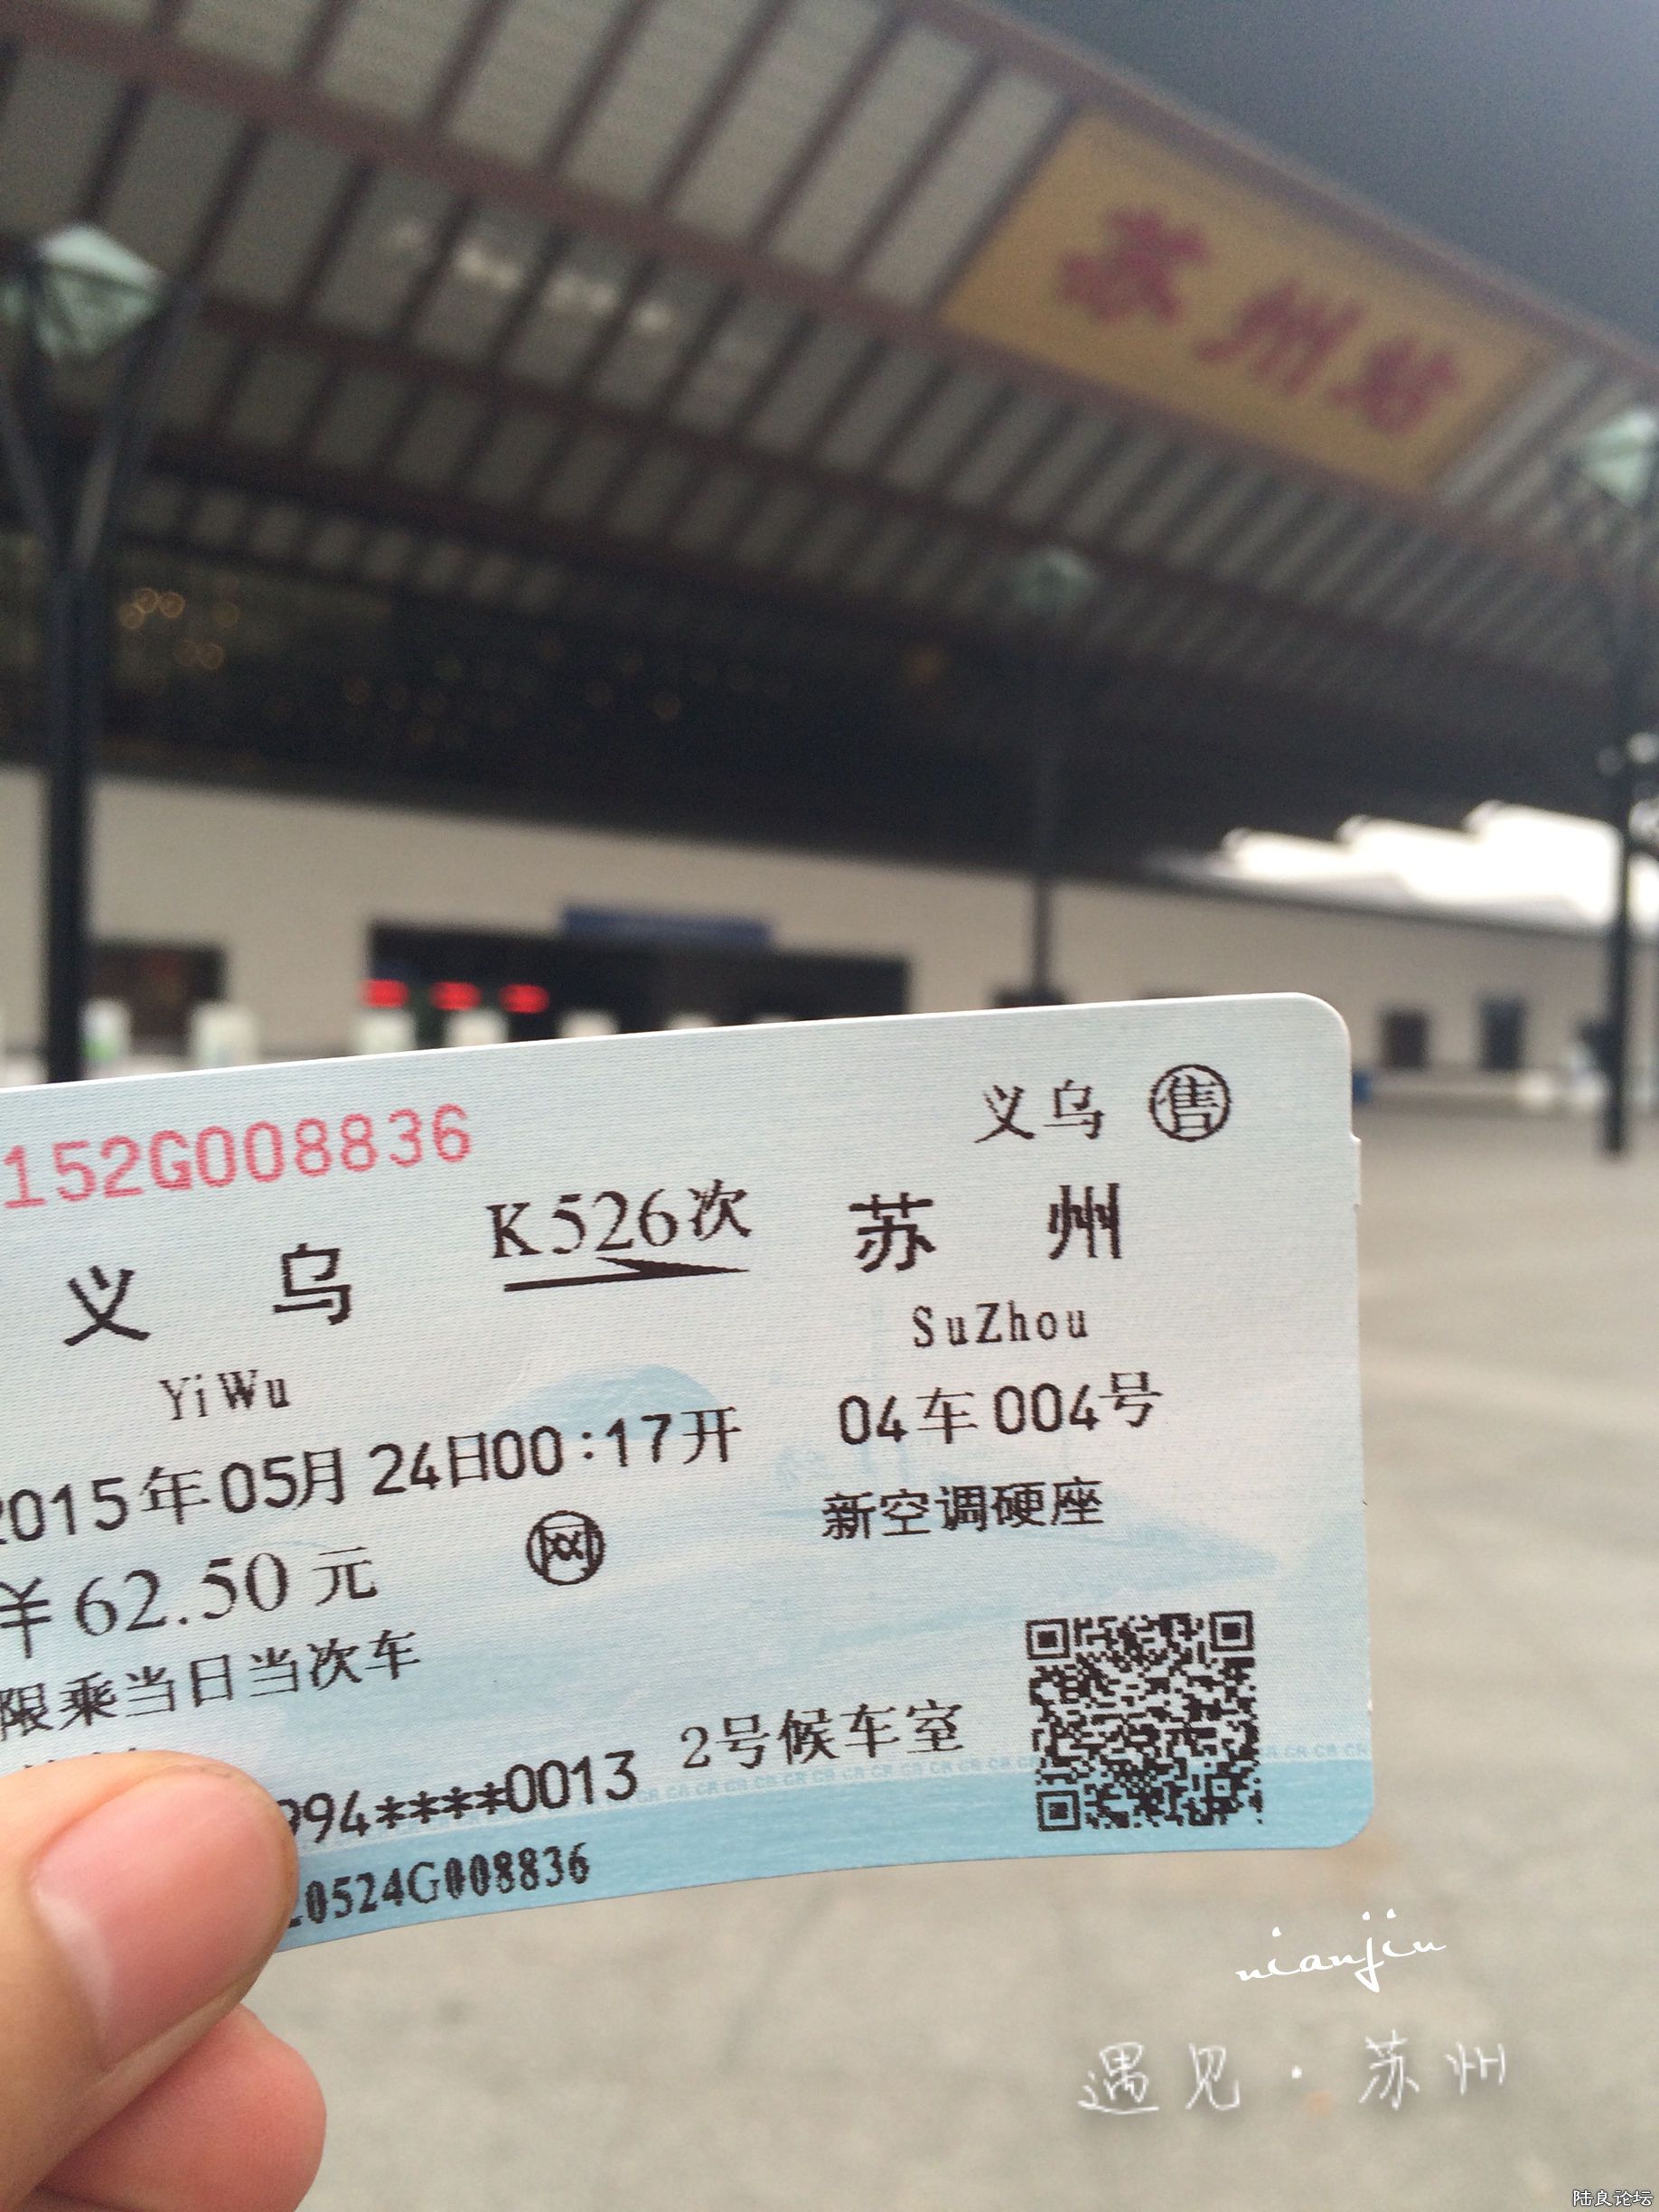 苏州站
152G008836
义乌 售
义乌 K526次 苏州
YiWu SuZhou
2015年05月24日00:17开 04车004号
¥62.50元 网 新空调硬座
限乘当日当次车
994****0013 2号候车室
20524G008836
nianjiu
遇见·苏州
陆良论坛